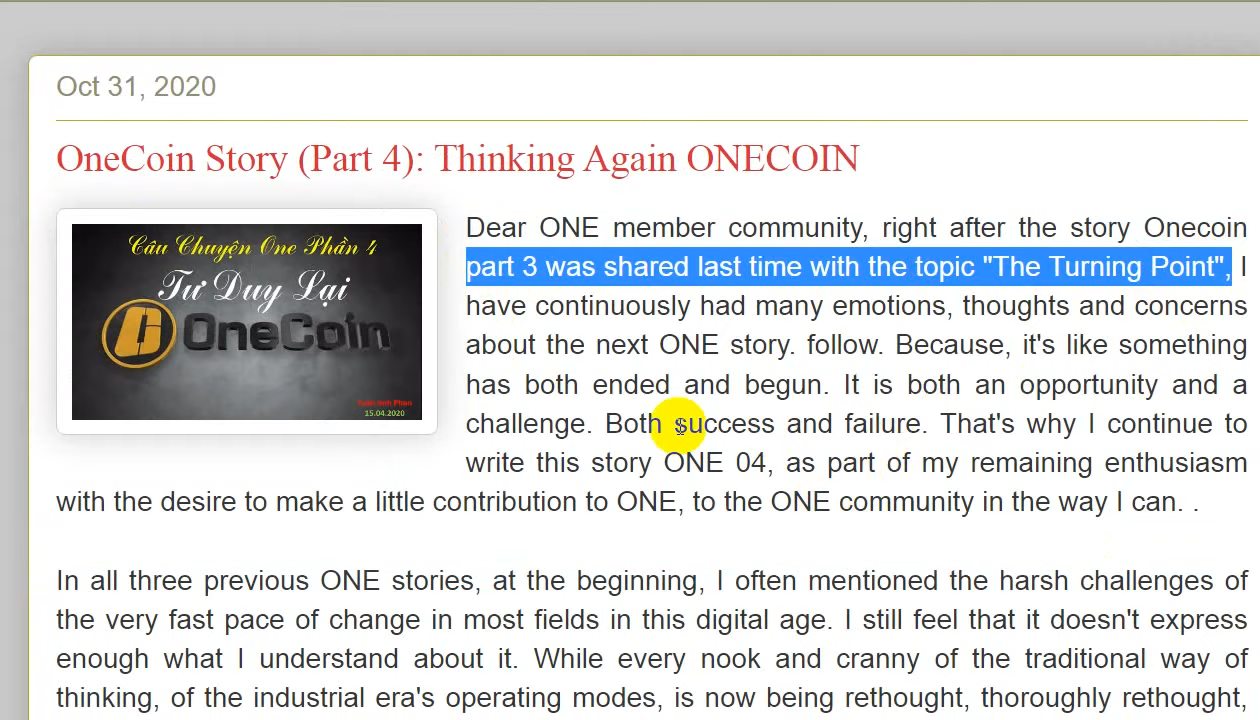 Oct 31, 2020
OneCoin Story (Part 4): Thinking Again ONECOIN
Câu Chuyện One Phần 4
Tư Duy Lại
OneCoin
15.04.2020
Dear ONE member community, right after the story Onecoin
part 3 was shared last time with the topic "The Turning Point", I
have continuously had many emotions, thoughts and concerns
about the next ONE story. follow. Because, it's like something
has both ended and begun. It is both an opportunity and a
challenge. Both success and failure. That's why I continue to
write this story ONE 04, as part of my remaining enthusiasm
with the desire to make a little contribution to ONE, to the ONE community in the way I can. .
In all three previous ONE stories, at the beginning, I often mentioned the harsh challenges of
the very fast pace of change in most fields in this digital age. I still feel that it doesn't express
enough what I understand about it. While every nook and cranny of the traditional way of
thinking, of the industrial era's operating modes, is now being rethought, thoroughly rethought,